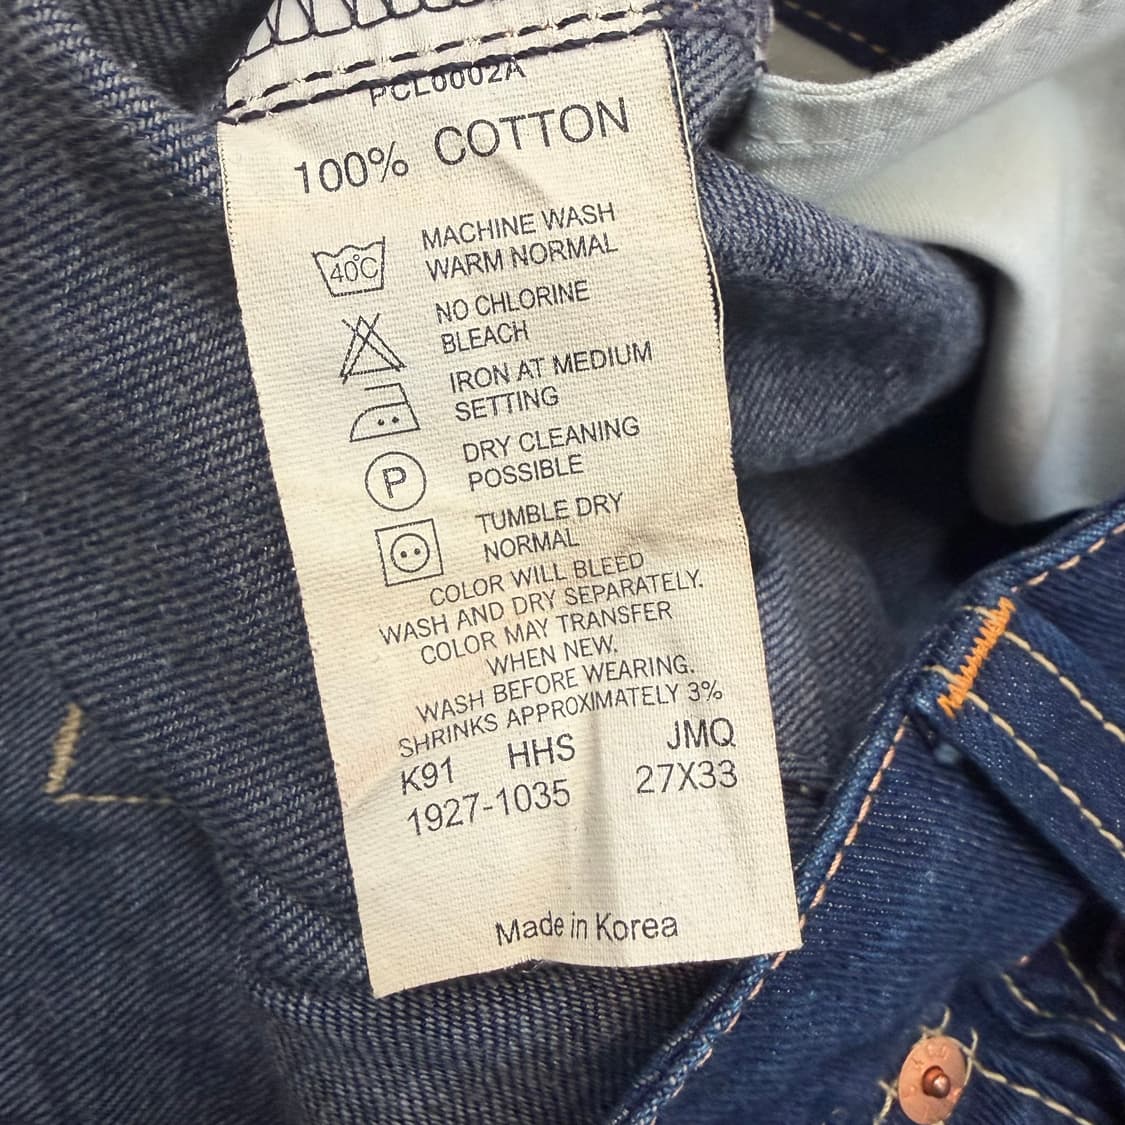 PCL0002A
100% COTTON
40°C
MACHINE WASH
WARM NORMAL
NO CHLORINE
BLEACH
IRON AT MEDIUM
SETTING
P
DRY CLEANING
POSSIBLE
TUMBLE DRY
NORMAL
COLOR WILL BLEED
WASH AND DRY SEPARATELY.
COLOR MAY TRANSFER
WHEN NEW.
WASH BEFORE WEARING.
SHRINKS APPROXIMATELY 3%
K91 HHS JMQ
1927-1035 27X33
Made in Korea